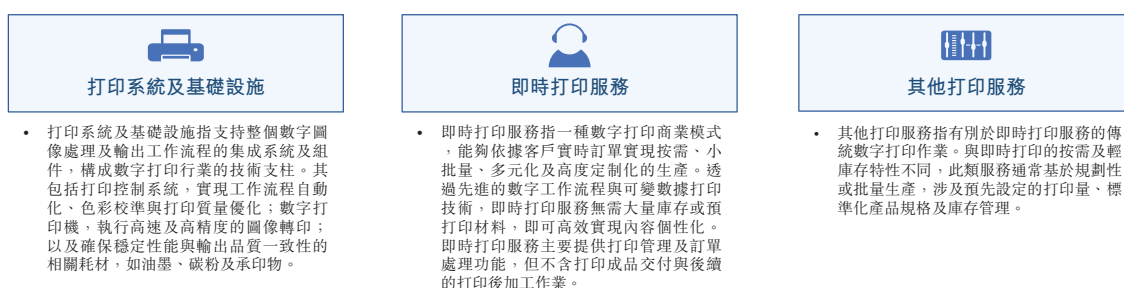 打印系統及基礎設施
• 打印系統及基礎設施指支持整個數字圖
像處理及輸出工作流程的集成系統及組
件，構成數字打印行業的技術支柱。其
包括打印控制系統，實現工作流程自動
化、色彩校準與打印質量優化；數字打
印機，執行高速及高精度的圖像轉印；
以及確保穩定性能與輸出品質一致性的
相關耗材，如油墨、碳粉及承印物。
即時打印服務
• 即時打印服務指一種數字打印商業模式
，能夠依據客戶實時訂單實現按需、小
批量、多元化及高度定制化的生產。透
過先進的數字工作流程與可變數據打印
技術，即時打印服務無需大量庫存或預
打印材料，即可高效實現內容個性化。
即時打印服務主要提供打印管理及訂單
處理功能，但不含打印成品交付與後續
的打印後加工作業。
其他打印服務
• 其他打印服務指有別於即時打印服務的傳
統數字打印作業。與即時打印的按需及輕
庫存特性不同，此類服務通常基於規劃性
或批量生產，涉及預先設定的打印量、標
準化產品規格及庫存管理。